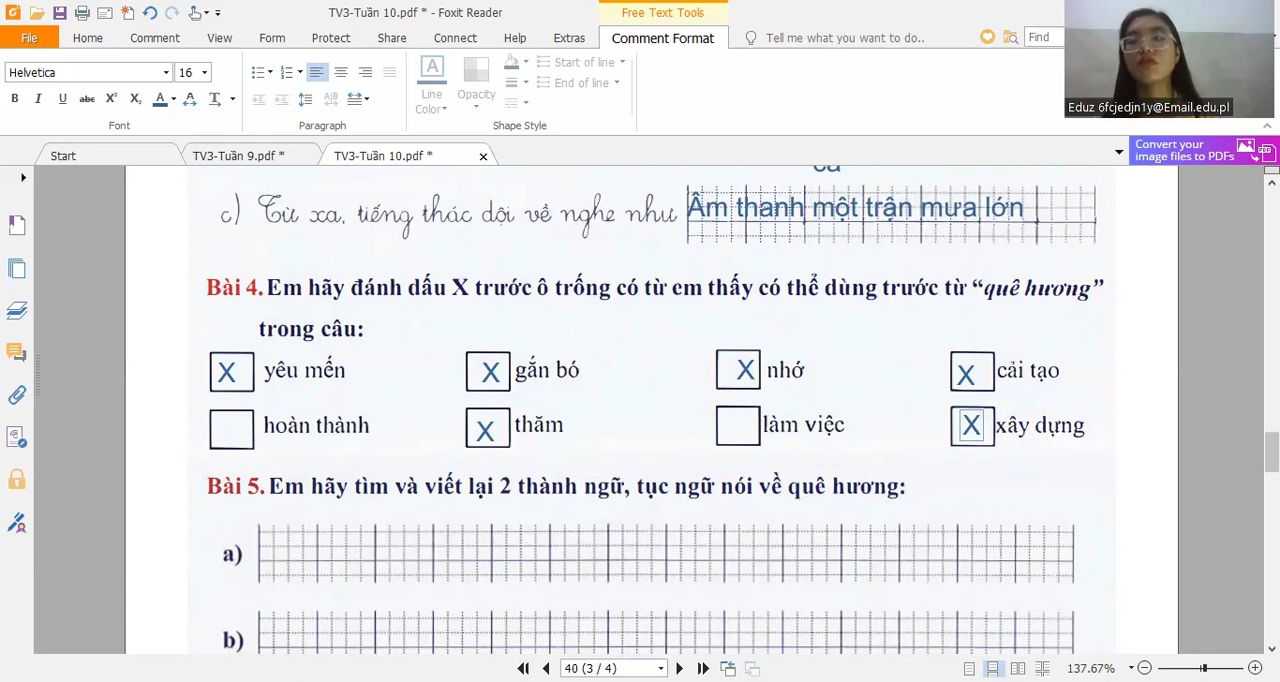 TV3-Tuần 10.pdf * - Foxit Reader
Free Text Tools
File Home Comment View Form Protect Share Connect Help Extras Comment Format Tell me what you want to do.. Find
Helvetica 16
B I U abc X² X₂ A A T
Line Color Opacity
Start of line
End of line
Font Paragraph Shape Style
Eduz 6fcjedjn1y@Email.edu.pl
Start TV3-Tuần 9.pdf * TV3-Tuần 10.pdf *
Convert your image files to PDFs
c) Từ xa, tiếng thác dội về nghe như Âm thanh một trận mưa lớn
Bài 4. Em hãy đánh dấu X trước ô trống có từ em thấy có thể dùng trước từ “quê hương”
trong câu:
X yêu mến X gắn bó X nhớ X cải tạo
hoàn thành X thăm làm việc X xây dựng
Bài 5. Em hãy tìm và viết lại 2 thành ngữ, tục ngữ nói về quê hương:
a)
b)
40 (3 / 4) 137.67%